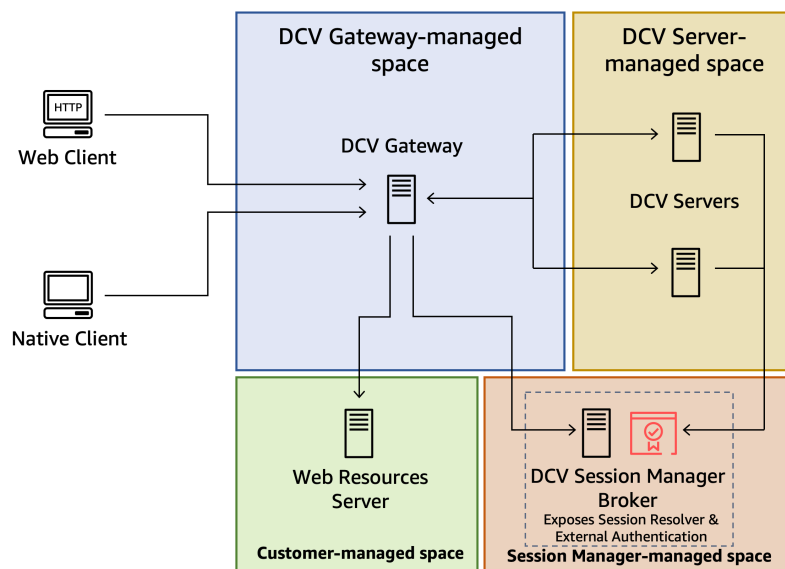 DCV Gateway-managed
space
DCV Server-
managed space
HTTP
Web Client
DCV Gateway
DCV Servers
Native Client
Web Resources
Server
Customer-managed space
DCV Session Manager
Broker
Exposes Session Resolver &
External Authentication
Session Manager-managed space